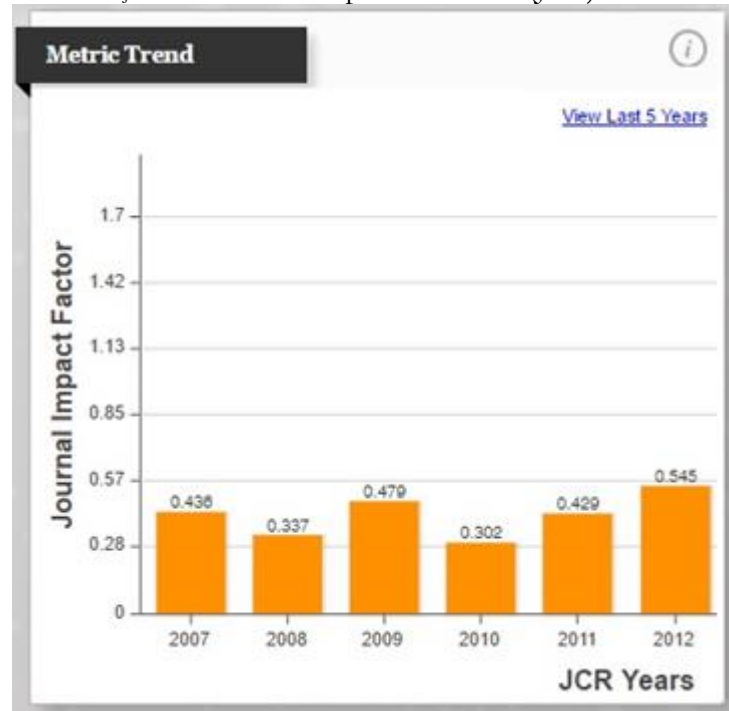 Metric Trend
i
View Last 5 Years
Journal Impact Factor
1.7
1.42
1.13
0.85
0.57
0.28
0
0.436
0.337
0.479
0.302
0.429
0.545
2007 2008 2009 2010 2011 2012
JCR Years